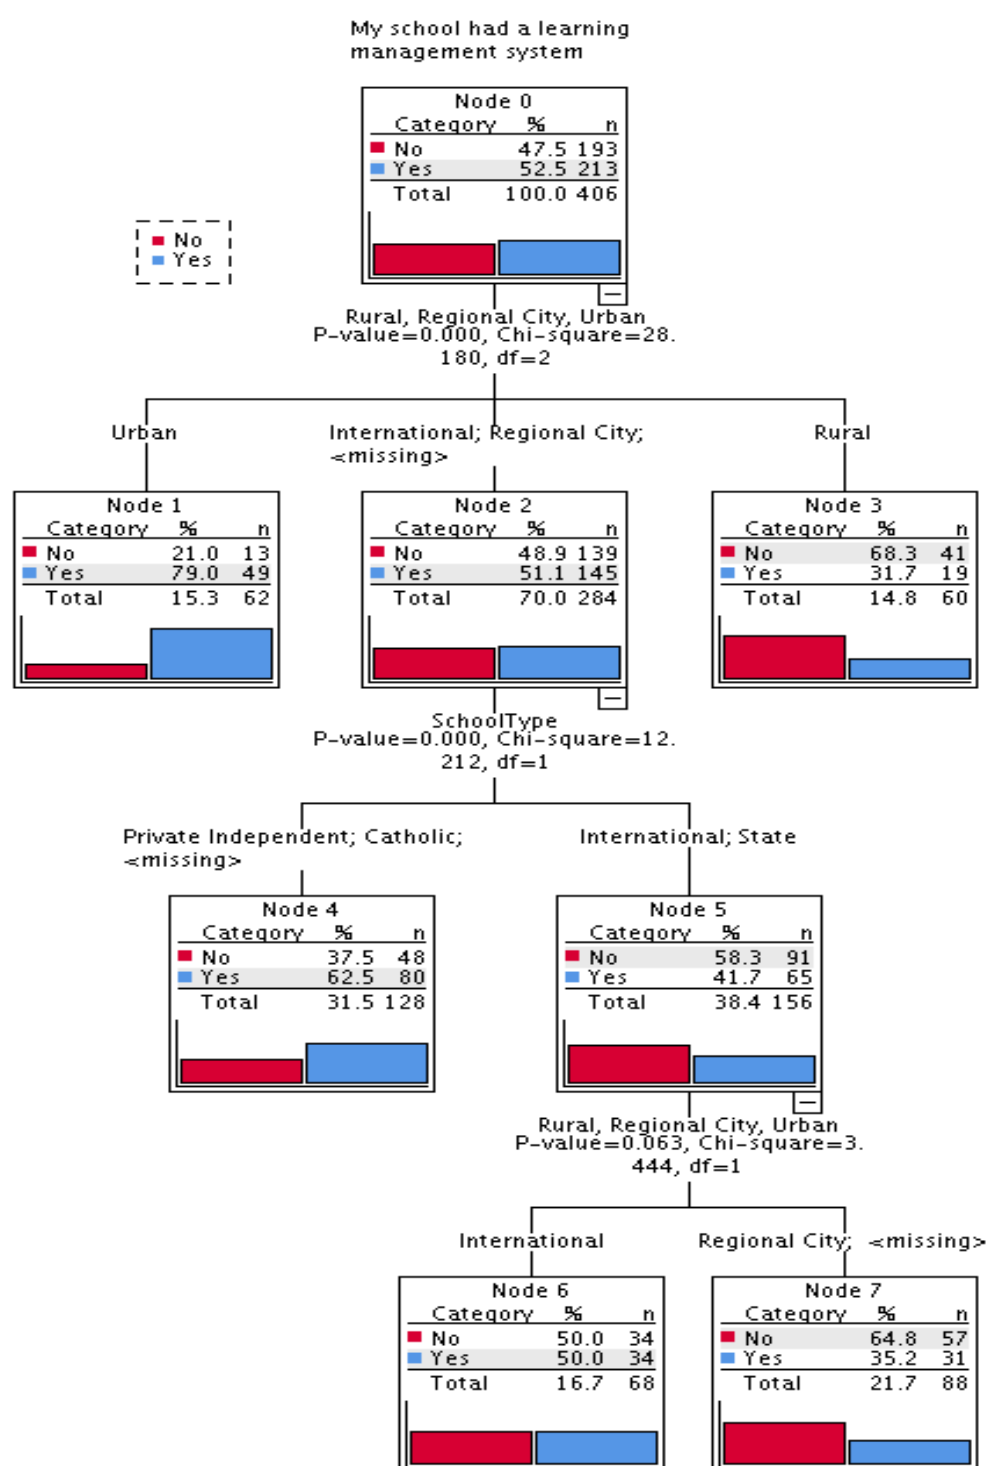 My school had a learning
management system
Node 0
Category % n
No 47.5 193
Yes 52.5 213
Total 100.0 406
No
Yes
Rural, Regional City, Urban
P-value=0.000, Chi-square=28.
180, df=2
Urban
International; Regional City;
<missing>
Rural
Node 1
Category % n
No 21.0 13
Yes 79.0 49
Total 15.3 62
Node 2
Category % n
No 48.9 139
Yes 51.1 145
Total 70.0 284
Node 3
Category % n
No 68.3 41
Yes 31.7 19
Total 14.8 60
SchoolType
P-value=0.000, Chi-square=12.
212, df=1
Private Independent; Catholic;
<missing>
International; State
Node 4
Category % n
No 37.5 48
Yes 62.5 80
Total 31.5 128
Node 5
Category % n
No 58.3 91
Yes 41.7 65
Total 38.4 156
Rural, Regional City, Urban
P-value=0.063, Chi-square=3.
444, df=1
International
Regional City; <missing>
Node 6
Category % n
No 50.0 34
Yes 50.0 34
Total 16.7 68
Node 7
Category % n
No 64.8 57
Yes 35.2 31
Total 21.7 88